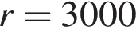 r = 3000